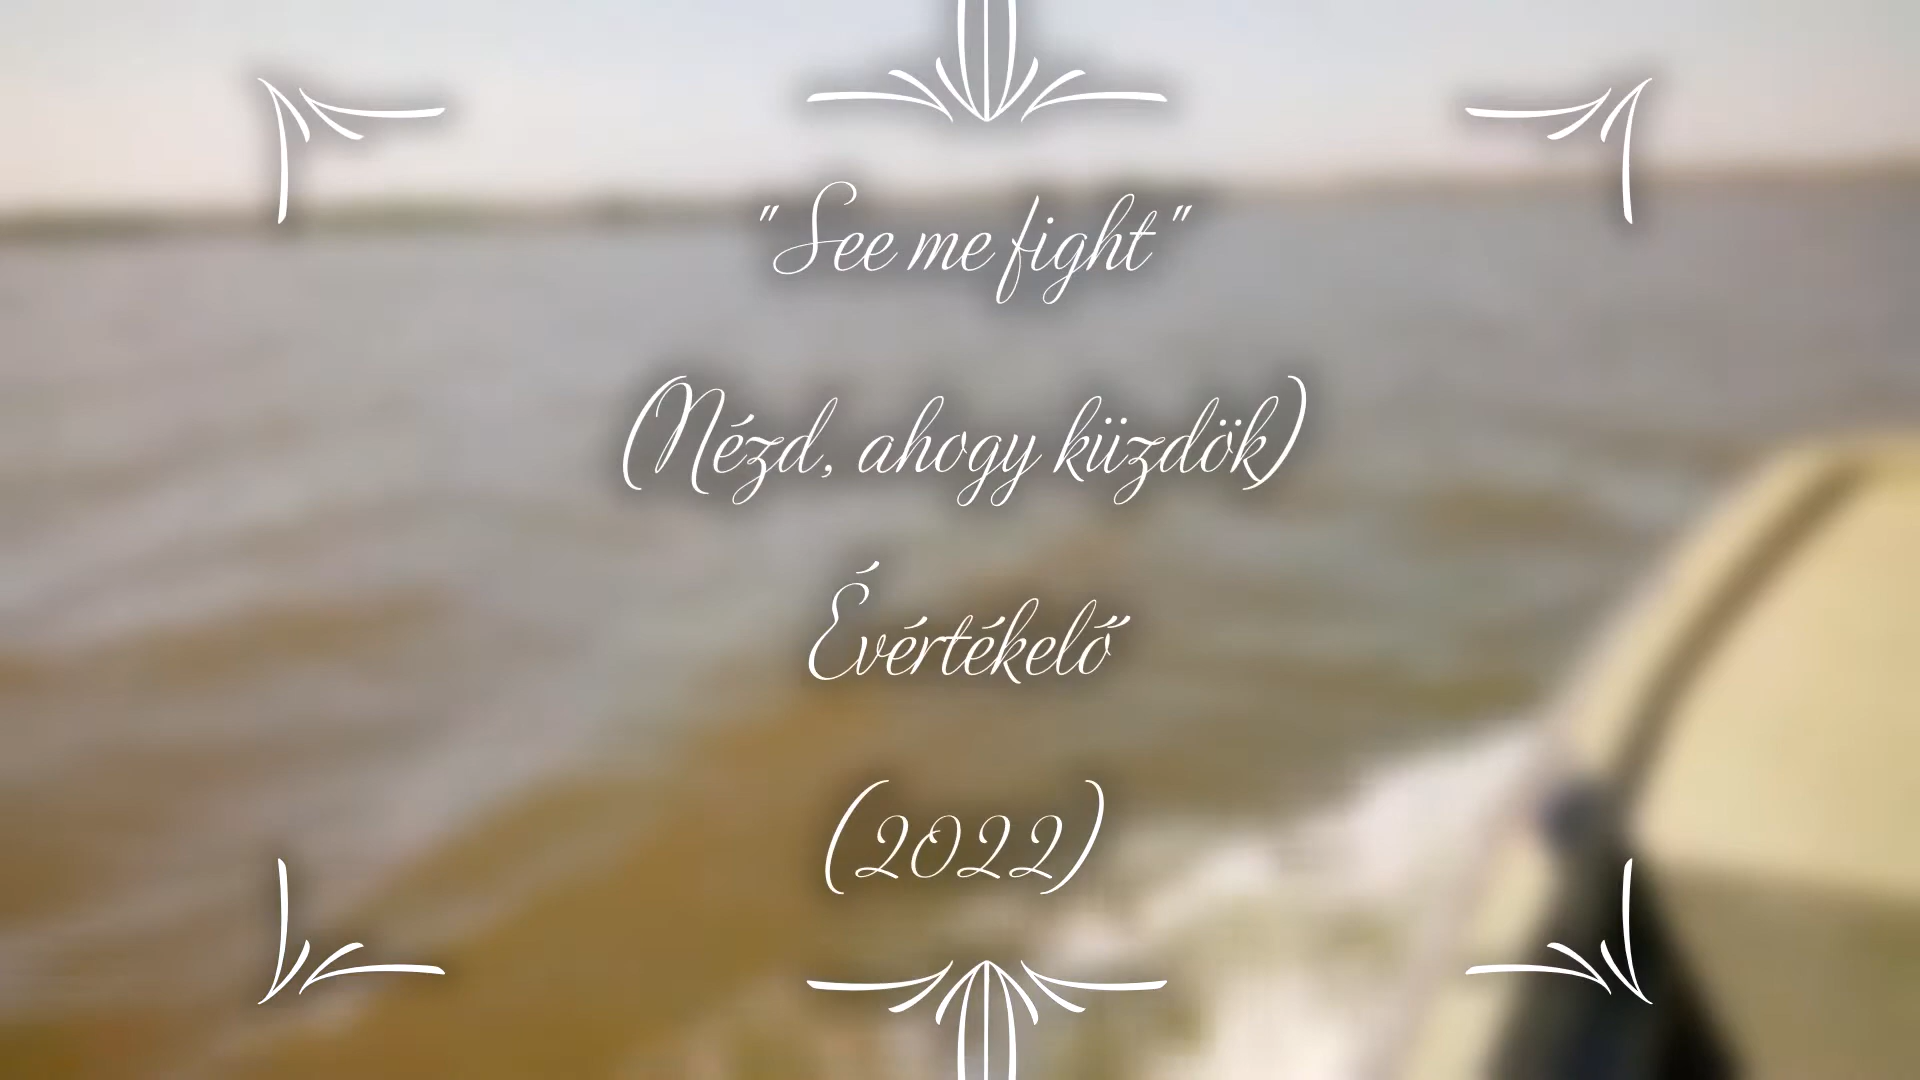 "See me fight"
(Nézd, ahogy küzdök)
Évértékelő
(2022)